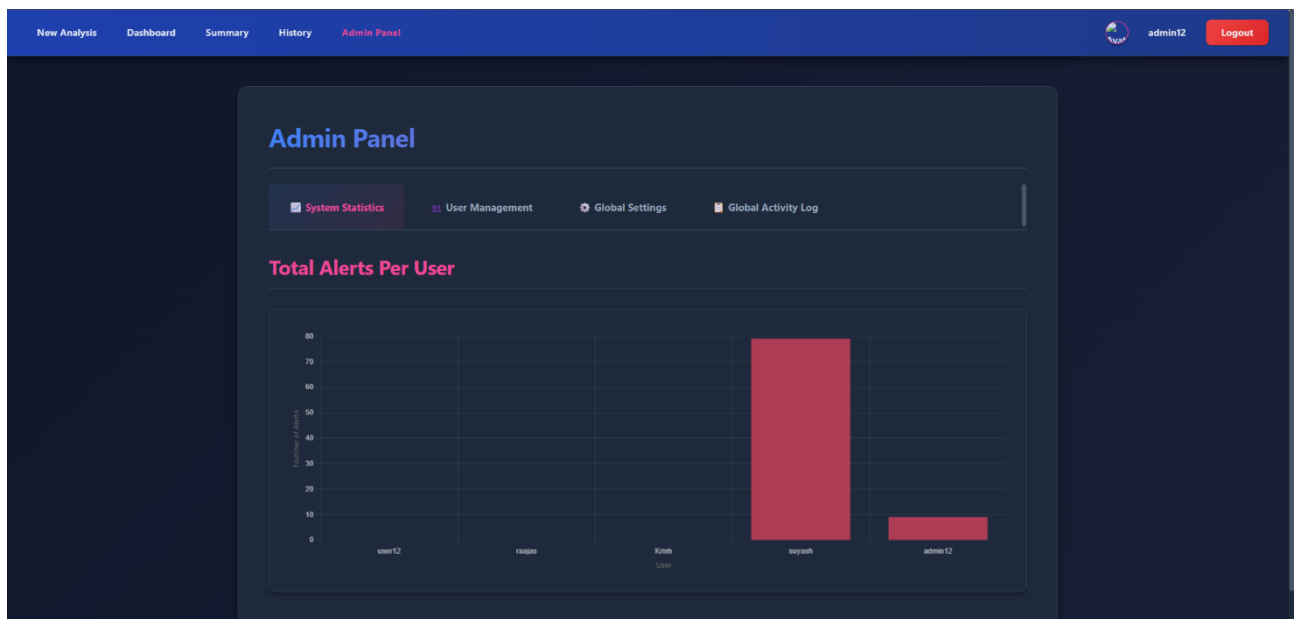 New Analysis Dashboard Summary History Admin Panel admin12 Logout
Admin Panel
System Statistics User Management Global Settings Global Activity Log
Total Alerts Per User
80
70
60
50
40
30
20
10
0
Number of Alerts
user12 raajas Krish suyash admin12
User